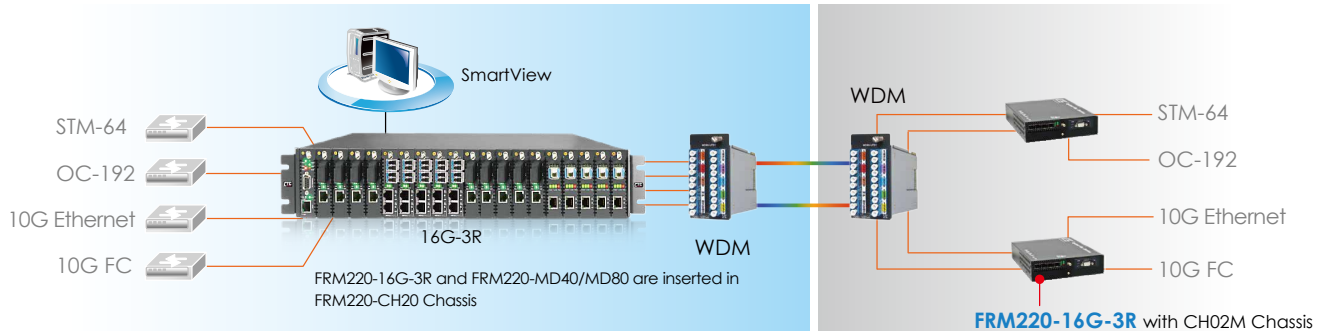 SmartView
STM-64
OC-192
10G Ethernet
10G FC
16G-3R
FRM220-16G-3R and FRM220-MD40/MD80 are inserted in
FRM220-CH20 Chassis
WDM
WDM
STM-64
OC-192
10G Ethernet
10G FC
FRM220-16G-3R with CH02M Chassis